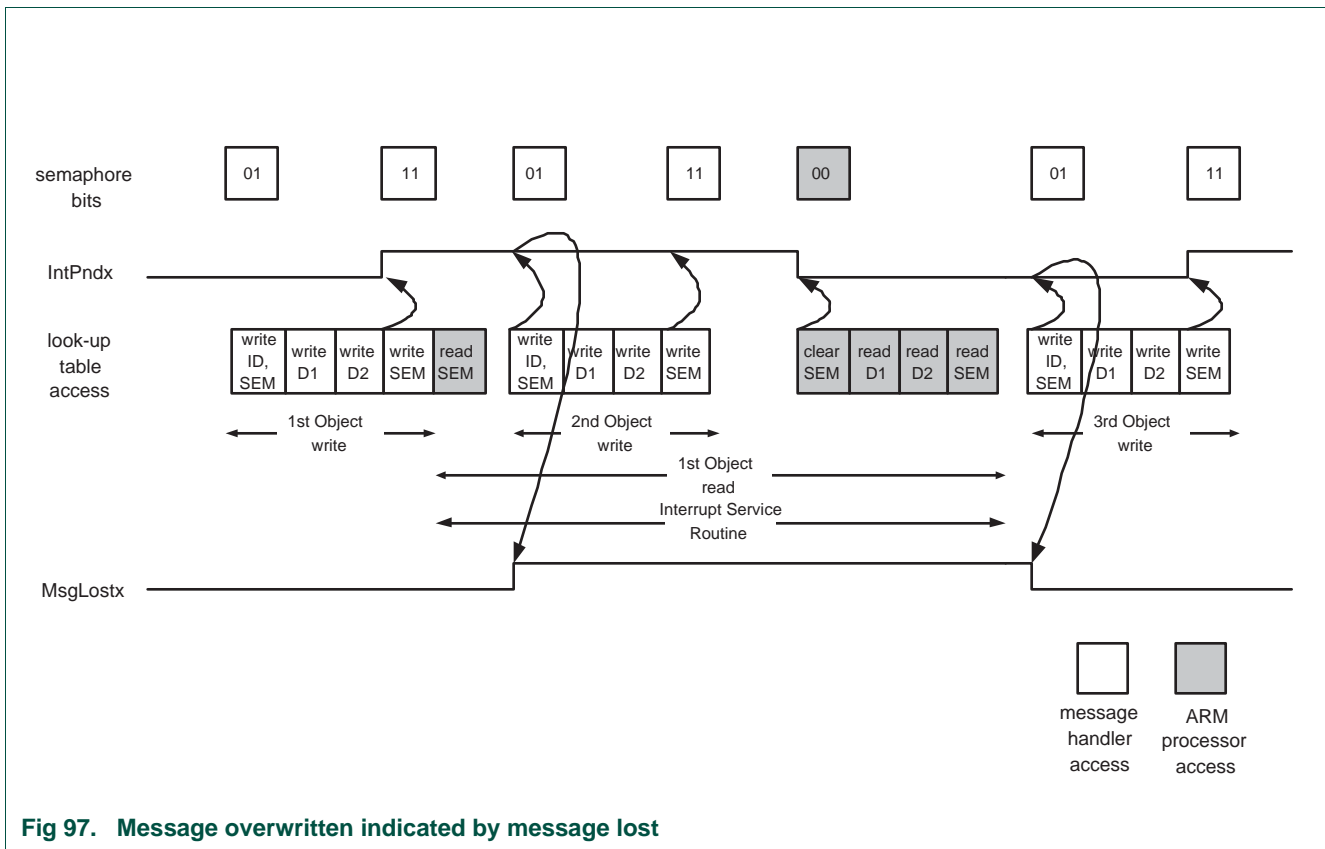 semaphore
bits
01
11
01
11
00
01
11
IntPndx
look-up
table
access
write
ID,
SEM
write
D1
write
D2
write
SEM
read
SEM
write
ID,
SEM
write
D1
write
D2
write
SEM
clear
SEM
read
D1
read
D2
read
SEM
write
ID,
SEM
write
D1
write
D2
write
SEM
1st Object
write
2nd Object
write
3rd Object
write
1st Object
read
Interrupt Service
Routine
MsgLostx
message
handler
access
ARM
processor
access
Fig 97. Message overwritten indicated by message lost